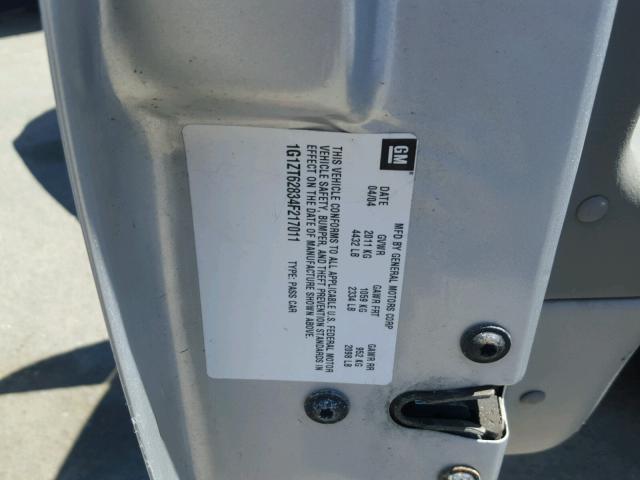 GM
MFD BY GENERAL MOTORS CORP
DATE GVWR GAWR FRT GAWR RR
04/04 2011 KG 1059 KG 952 KG
4432 LB 2334 LB 2098 LB
THIS VEHICLE CONFORMS TO ALL APPLICABLE U.S. FEDERAL MOTOR
VEHICLE SAFETY, BUMPER, AND THEFT PREVENTION STANDARDS IN
EFFECT ON THE DATE OF MANUFACTURE SHOWN ABOVE.
1G1ZT62834F217011 TYPE: PASS CAR